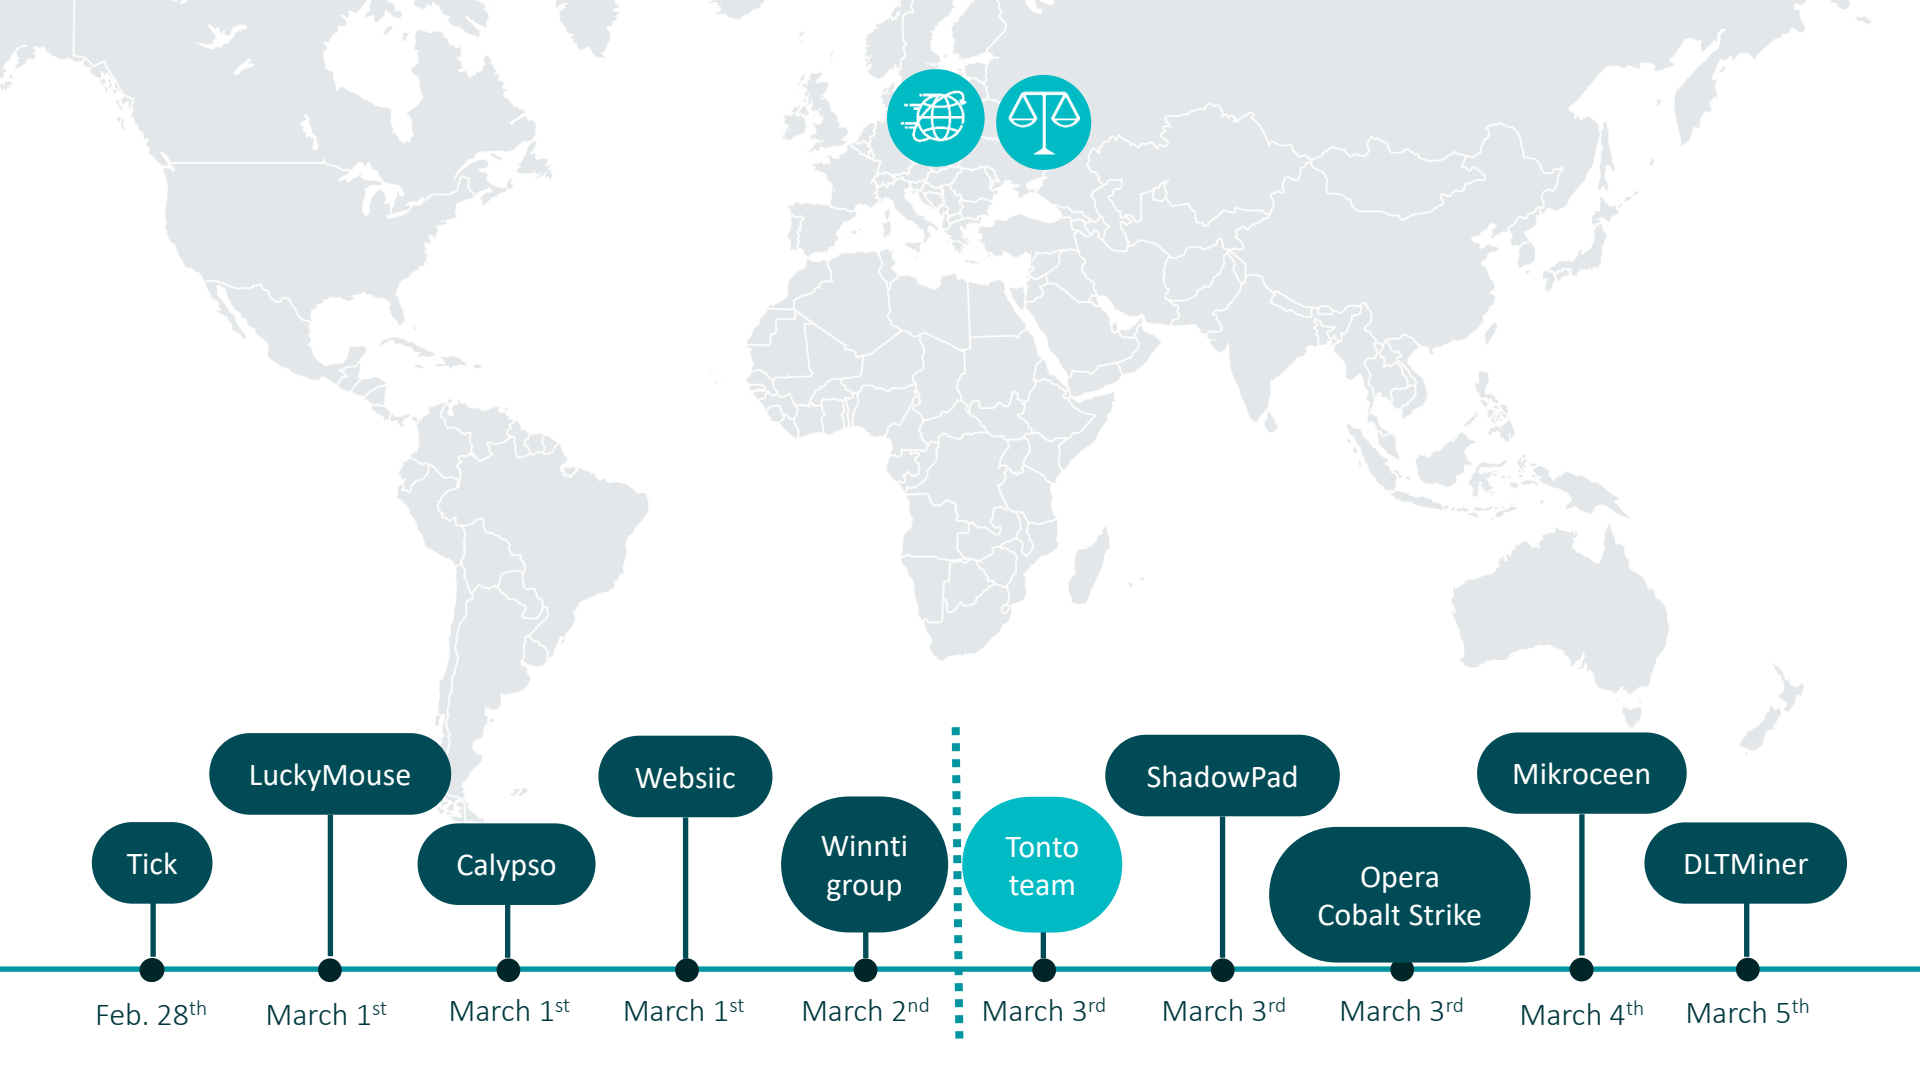 LuckyMouse
Websiic
ShadowPad
Mikroceen
Tick
Calypso
Winnti
group
Tonto
team
Opera
Cobalt Strike
DLTMiner
Feb. 28th
March 1st
March 1st
March 1st
March 2nd
March 3rd
March 3rd
March 3rd
March 4th
March 5th